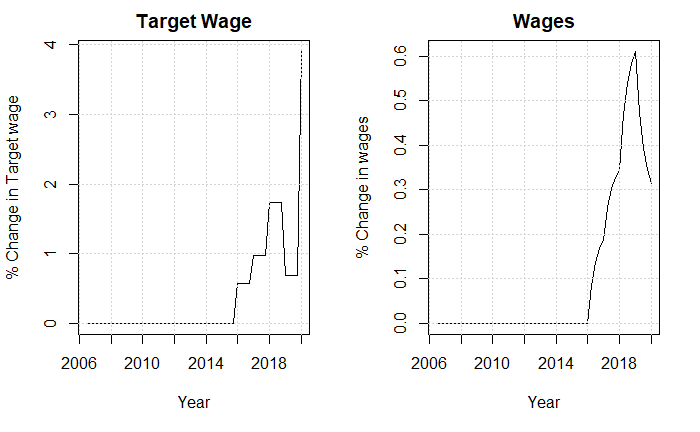 Target Wage
% Change in Target wage
4
3
2
1
0
2006 2010 2014 2018
Year
Wages
% Change in wages
0.6
0.5
0.4
0.3
0.2
0.1
0.0
2006 2010 2014 2018
Year